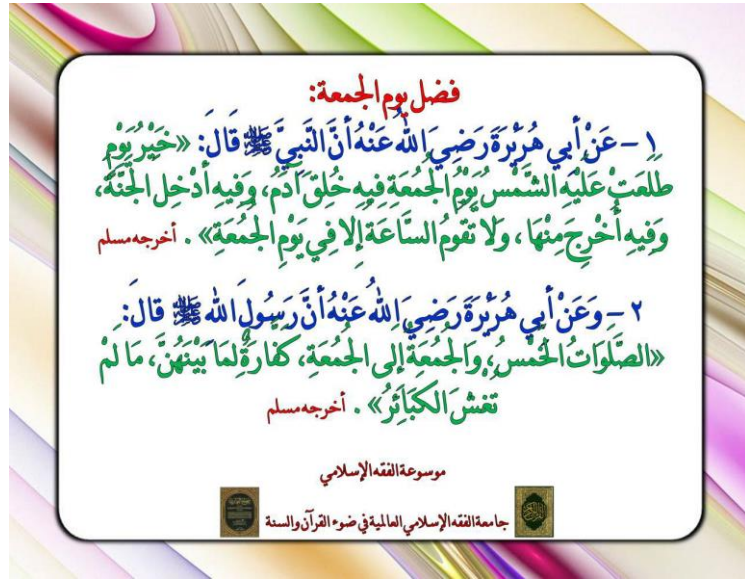 فضل يوم الجمعة:
١ – عَنْ أَبِي هُرَيْرَةَ رَضِيَ اللهُ عَنْهُ أَنَّ النَّبِيَّ ﷺ قَالَ: «خَيْرُ يَوْمٍ
طَلَعَتْ عَلَيْهِ الشَّمْسُ يَوْمُ الجُمُعَةِ فِيهِ خُلِقَ آدَمُ، وَفِيهِ أُدْخِلَ الجَنَّةَ،
وَفِيهِ أُخْرِجَ مِنْهَا، وَلَا تَقُومُ السَّاعَةُ إِلا فِي يَوْمِ الجُمُعَةِ». أخرجه مسلم
٢ – وَعَنْ أَبِي هُرَيْرَةَ رَضِيَ اللهُ عَنْهُ أَنَّ رَسُولَ اللهِ ﷺ قَالَ:
«الصَّلَوَاتُ الخَمْسُ، وَالجُمُعَةُ إِلَى الجُمُعَةِ، كَفَّارَةٌ لِمَا بَيْنَهُنَّ، مَا لَمْ
تُغْشَ الكَبَائِرُ». أخرجه مسلم
موسوعة الفقه الإسلامي
جامعة الفقه الإسلامي العالمية في ضوء القرآن والسنة